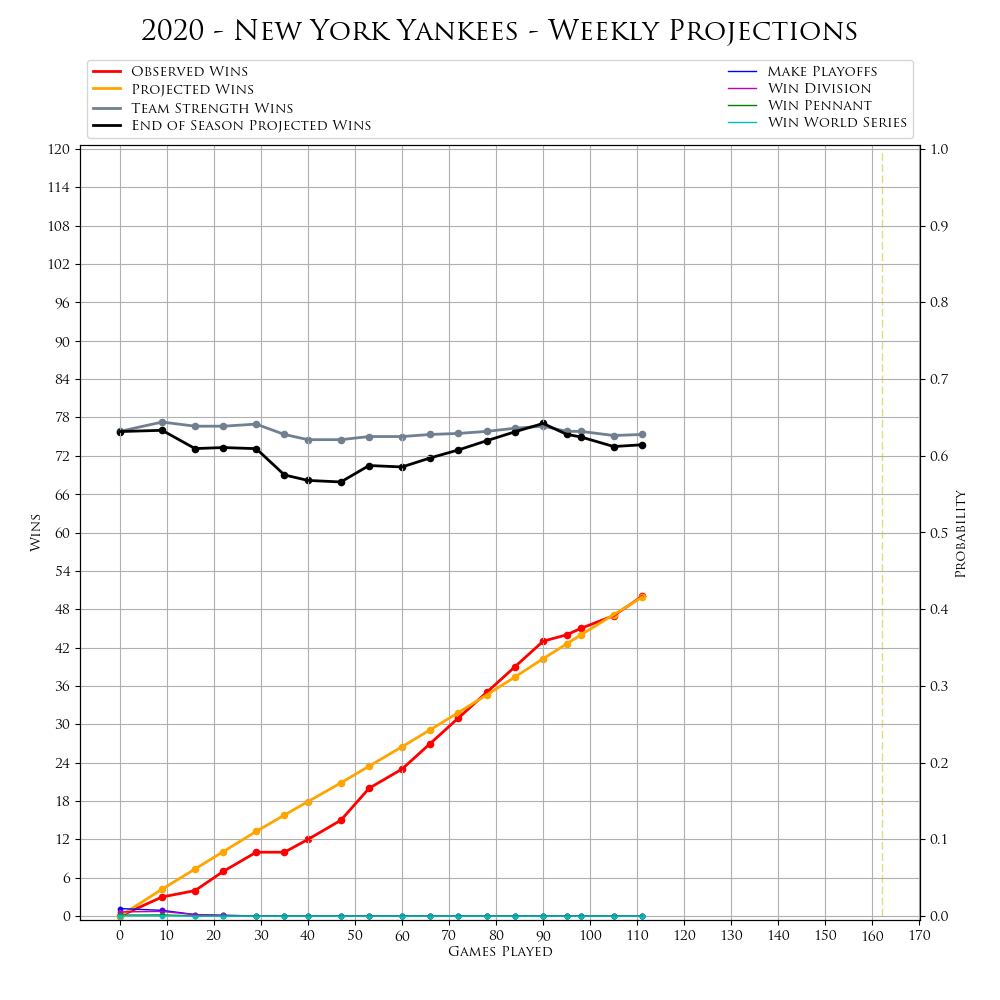 2020 - New York Yankees - Weekly Projections
Observed Wins
Projected Wins
Team Strength Wins
End of Season Projected Wins
Make Playoffs
Win Division
Win Pennant
Win World Series
120
114
108
102
96
90
84
78
72
66
60
54
48
42
36
30
24
18
12
6
0
Wins
1.0
0.9
0.8
0.7
0.6
0.5
0.4
0.3
0.2
0.1
0.0
Probability
0 10 20 30 40 50 60 70 80 90 100 110 120 130 140 150 160 170
Games Played